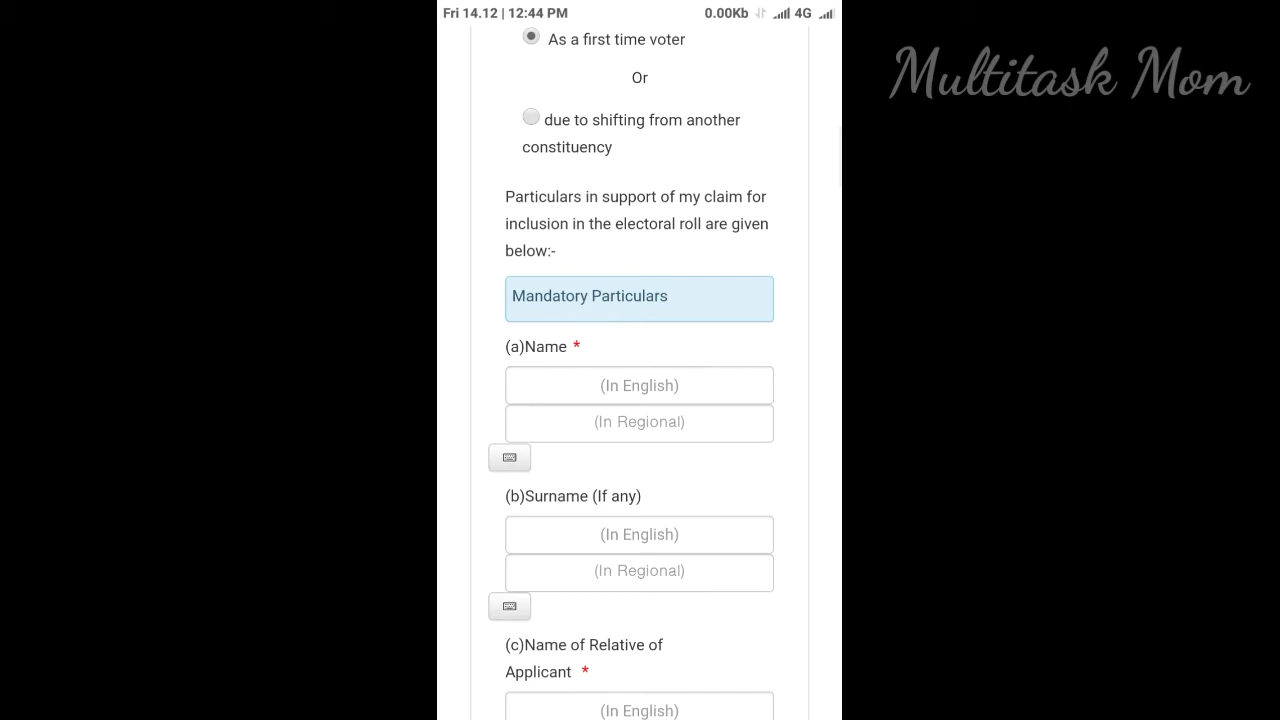 Fri 14.12 | 12:44 PM 0.00Kb 4G
Multitask Mom
As a first time voter
Or
due to shifting from another
constituency
Particulars in support of my claim for
inclusion in the electoral roll are given
below:-
Mandatory Particulars
(a)Name *
(In English)
(In Regional)
(b)Surname (If any)
(In English)
(In Regional)
(c)Name of Relative of
Applicant *
(In English)